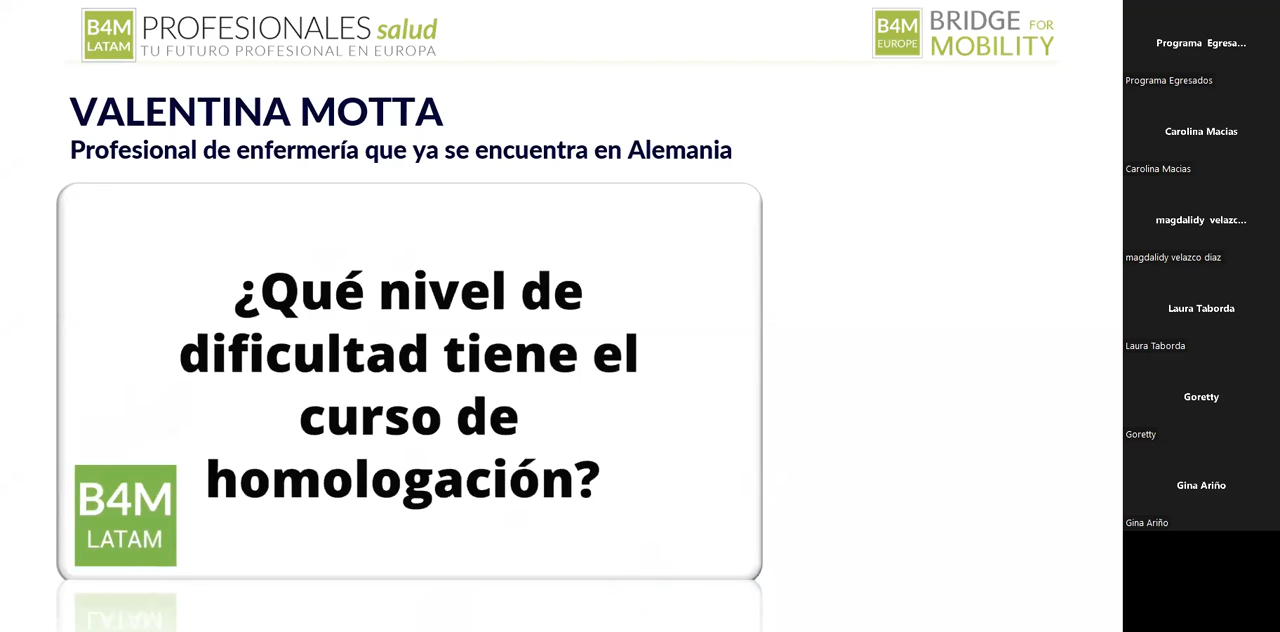 B4M
LATAM
PROFESIONALES salud
TU FUTURO PROFESIONAL EN EUROPA
B4M
EUROPE
BRIDGE FOR
MOBILITY
VALENTINA MOTTA
Profesional de enfermería que ya se encuentra en Alemania
¿Qué nivel de
dificultad tiene el
curso de
homologación?
B4M
LATAM
LATAM
Programa Egresa...
Programa Egresados
Carolina Macias
Carolina Macias
magdalidy velazc...
magdalidy velazco diaz
Laura Taborda
Laura Taborda
Goretty
Goretty
Gina Ariño
Gina Ariño